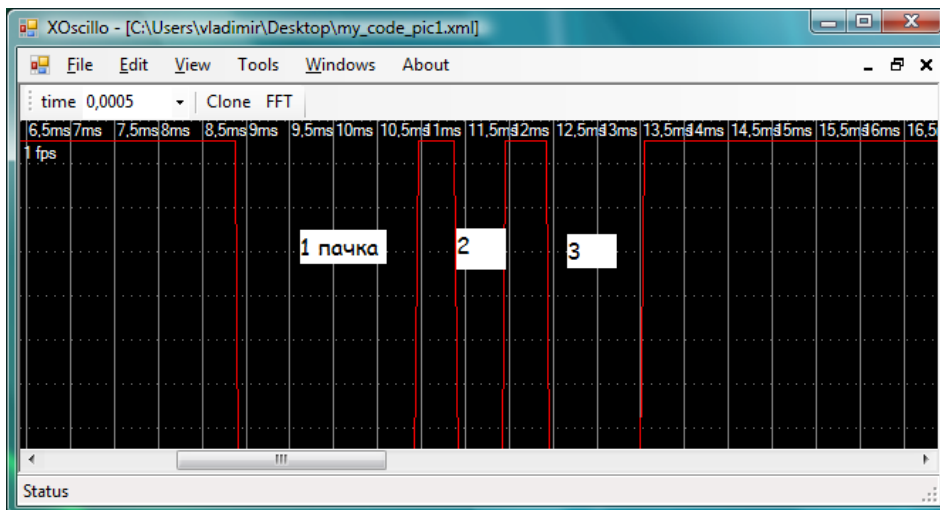 XOscillo - [C:\Users\vladimir\Desktop\my_code_pic1.xml]
File Edit View Tools Windows About
time 0,0005 Clone FFT
6,5ms 7ms 7,5ms 8ms 8,5ms 9ms 9,5ms 10ms 10,5ms 11ms 11,5ms 12ms 12,5ms 13ms 13,5ms 14ms 14,5ms 15ms 15,5ms 16ms 16,5
1 fps
1 пачка 2 3
Status